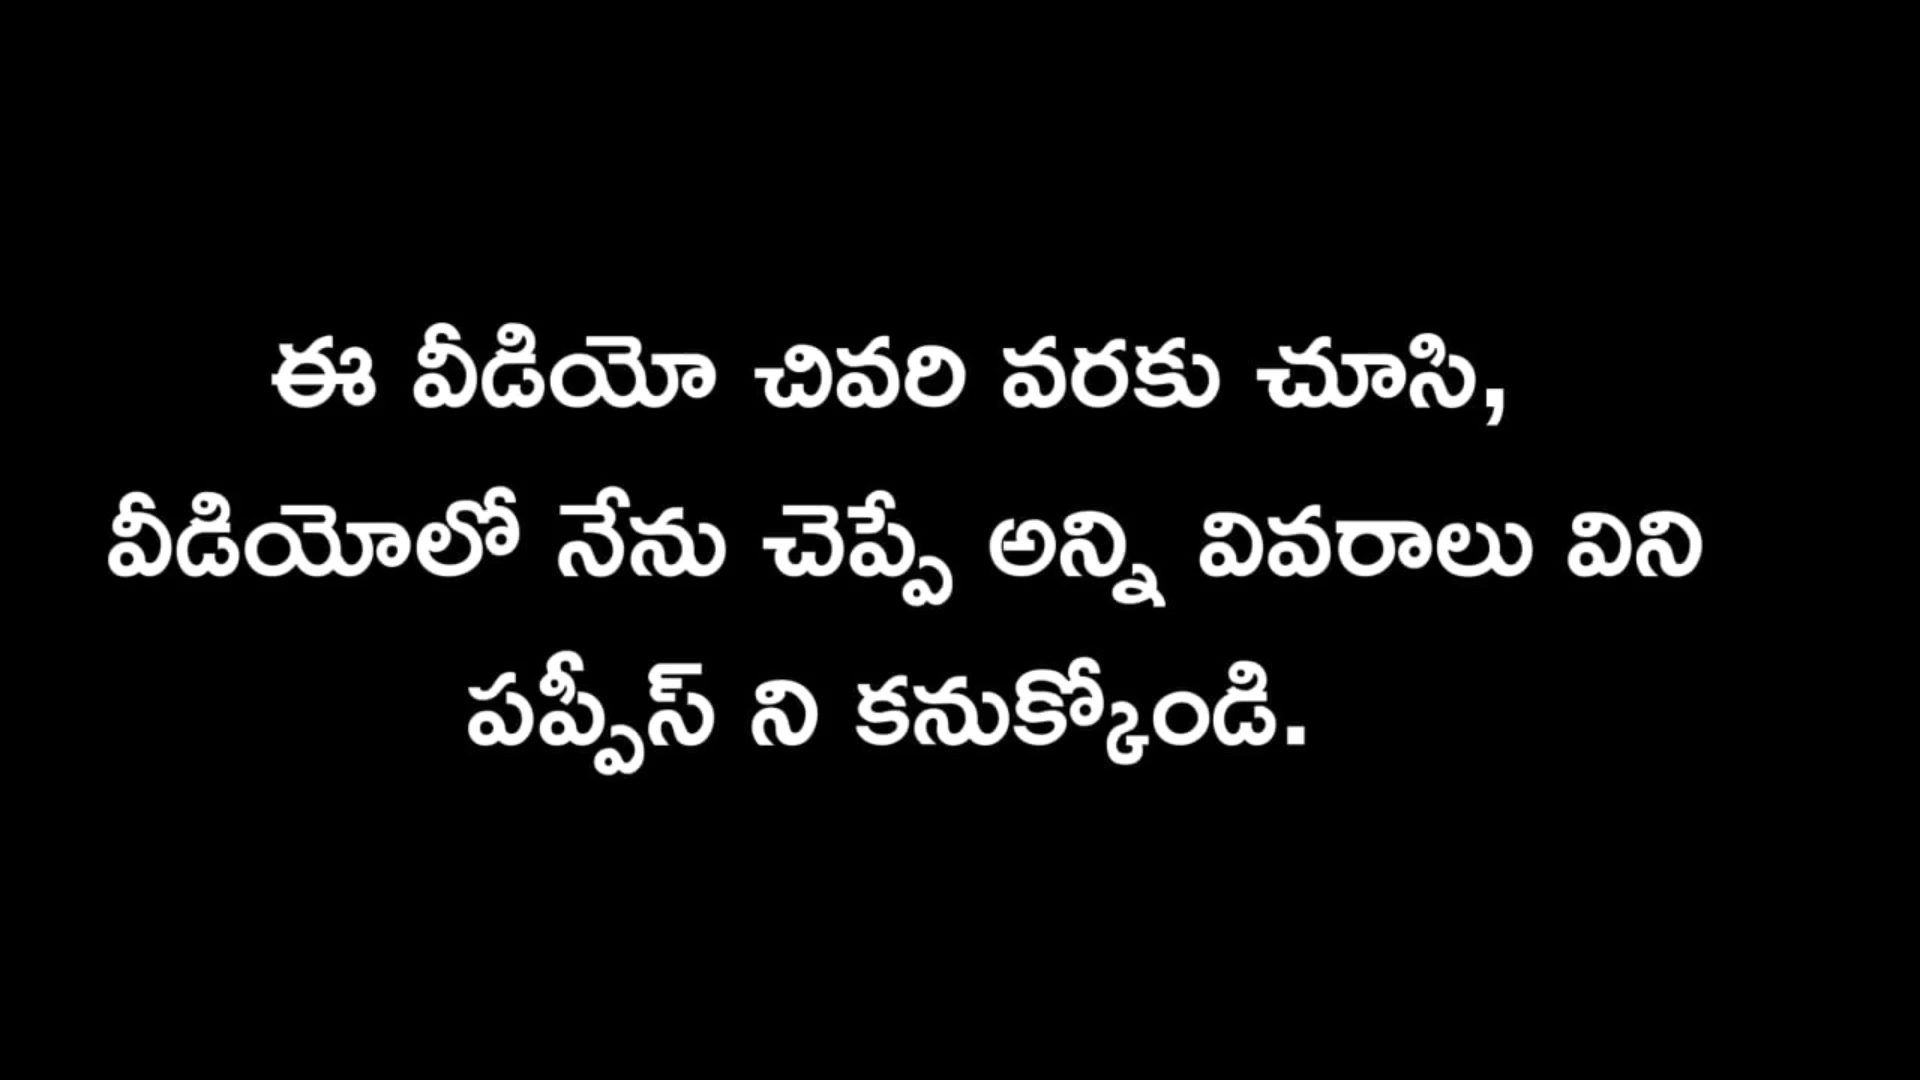 ఈ వీడియో చివరి వరకు చూసి,
వీడియోలో నేను చెప్పే అన్ని వివరాలు విని
పప్పీస్ ని కనుక్కోండి.